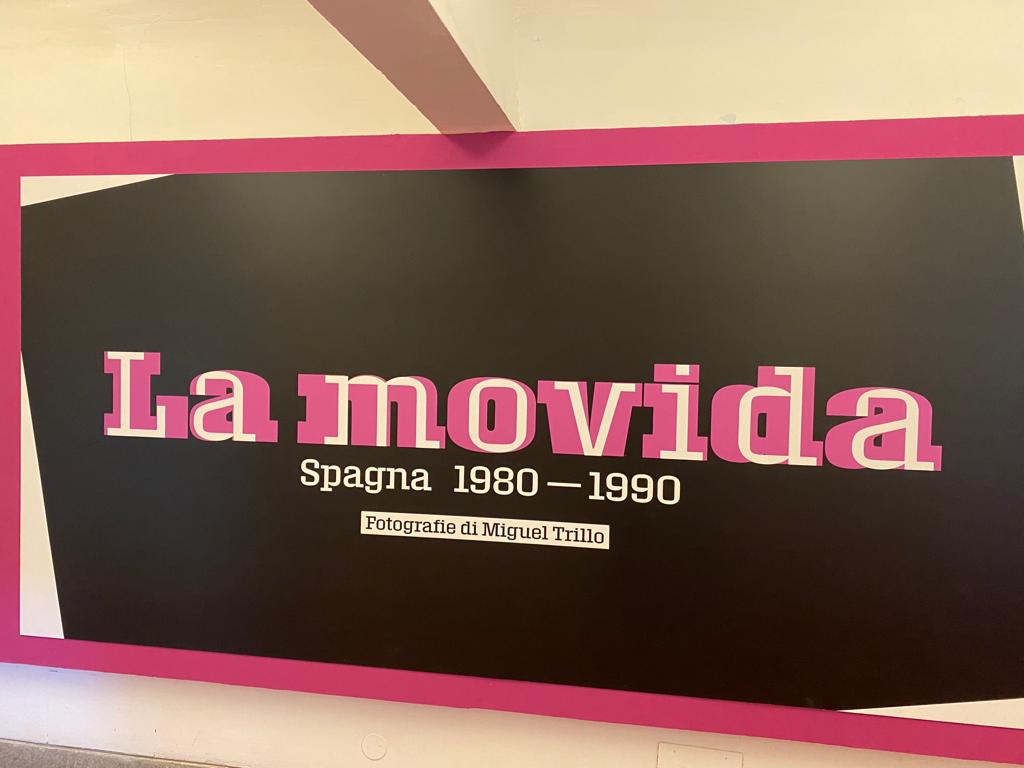 La movida
Spagna 1980 — 1990
Fotografie di Miguel Trillo